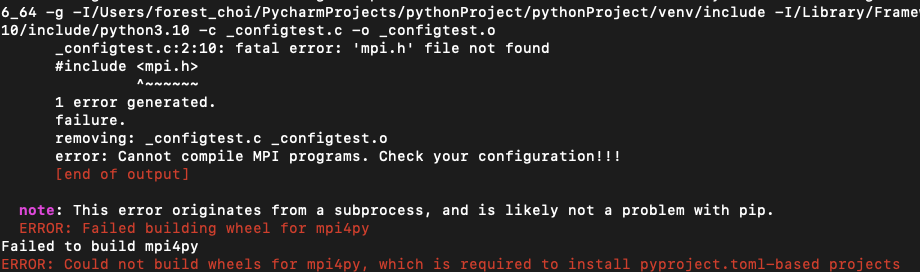 6_64 -g -I/Users/forest_choi/PycharmProjects/pythonProject/pythonProject/venv/include -I/Library/Frame
10/include/python3.10 -c _configtest.c -o _configtest.o
_configtest.c:2:10: fatal error: 'mpi.h' file not found
#include <mpi.h>
^~~~~~~
1 error generated.
failure.
removing: _configtest.c _configtest.o
error: Cannot compile MPI programs. Check your configuration!!!
[end of output]
note: This error originates from a subprocess, and is likely not a problem with pip.
ERROR: Failed building wheel for mpi4py
Failed to build mpi4py
ERROR: Could not build wheels for mpi4py, which is required to install pyproject.toml-based projects